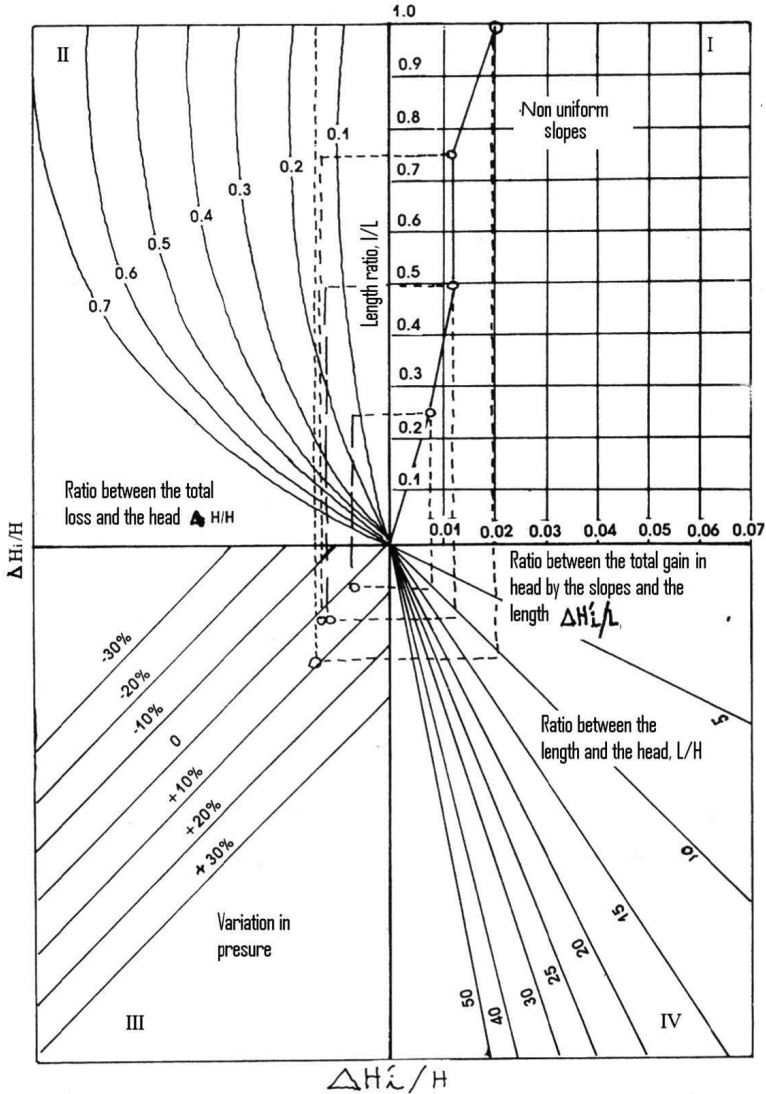 1.0
II
I
0.9
Non uniform
slopes
0.8
0.1
0.7
0.2
0.3
0.6
0.4
Length ratio, l/L
0.5
0.5
0.6
0.7
0.4
0.3
0.2
0.1
Ratio between the total
loss and the head Δ H/H
0.01 0.02 0.03 0.04 0.05 0.06 0.07
Δ Hi/H
Ratio between the total gain in
head by the slopes and the
length ΔH'i/L
-30%
-20%
-10%
0
+10%
+20%
+30%
5
Ratio between the
length and the head, L/H
10
15
20
25
30
40
50
Variation in
presure
III
IV
ΔH'i/H